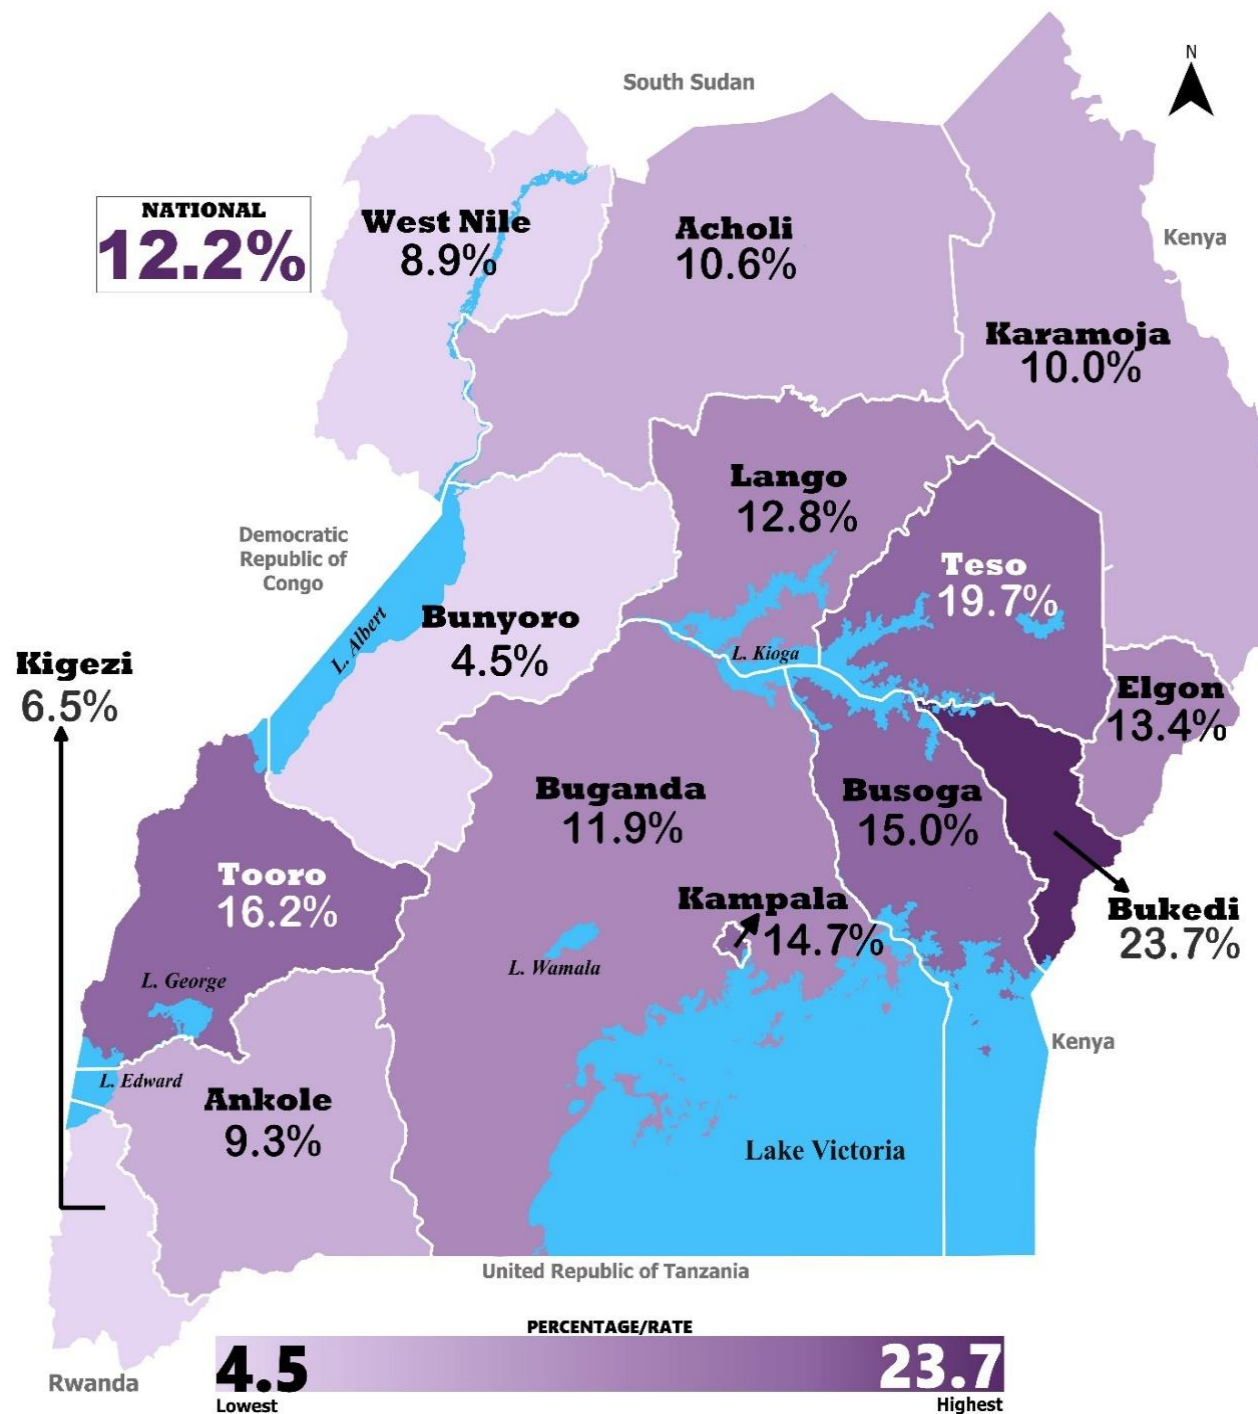 N
South Sudan
NATIONAL
12.2%
West Nile
8.9%
Acholi
10.6%
Kenya
Karamoja
10.0%
Lango
12.8%
Democratic
Republic of
Congo
Teso
19.7%
L. Albert
Bunyoro
4.5%
L. Kioga
Kigezi
6.5%
Elgon
13.4%
Buganda
11.9%
Busoga
15.0%
Tooro
16.2%
Kampala
14.7%
Bukedi
23.7%
L. George
L. Wamala
Kenya
L. Edward
Ankole
9.3%
Lake Victoria
United Republic of Tanzania
PERCENTAGE/RATE
4.5
23.7
Lowest
Highest
Rwanda